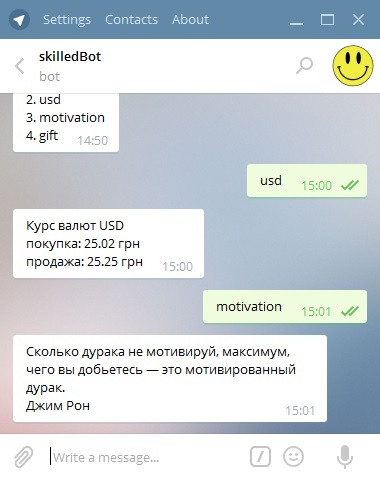 Settings Contacts About
skilledBot
bot
2. usd
3. motivation
4. gift
14:50
usd
15:00
Курс валют USD
покупка: 25.02 грн
продажа: 25.25 грн
15:00
motivation
15:01
Сколько дурака не мотивируй, максимум,
чего вы добьетесь — это мотивированный
дурак.
Джим Рон
15:01
Write a message...